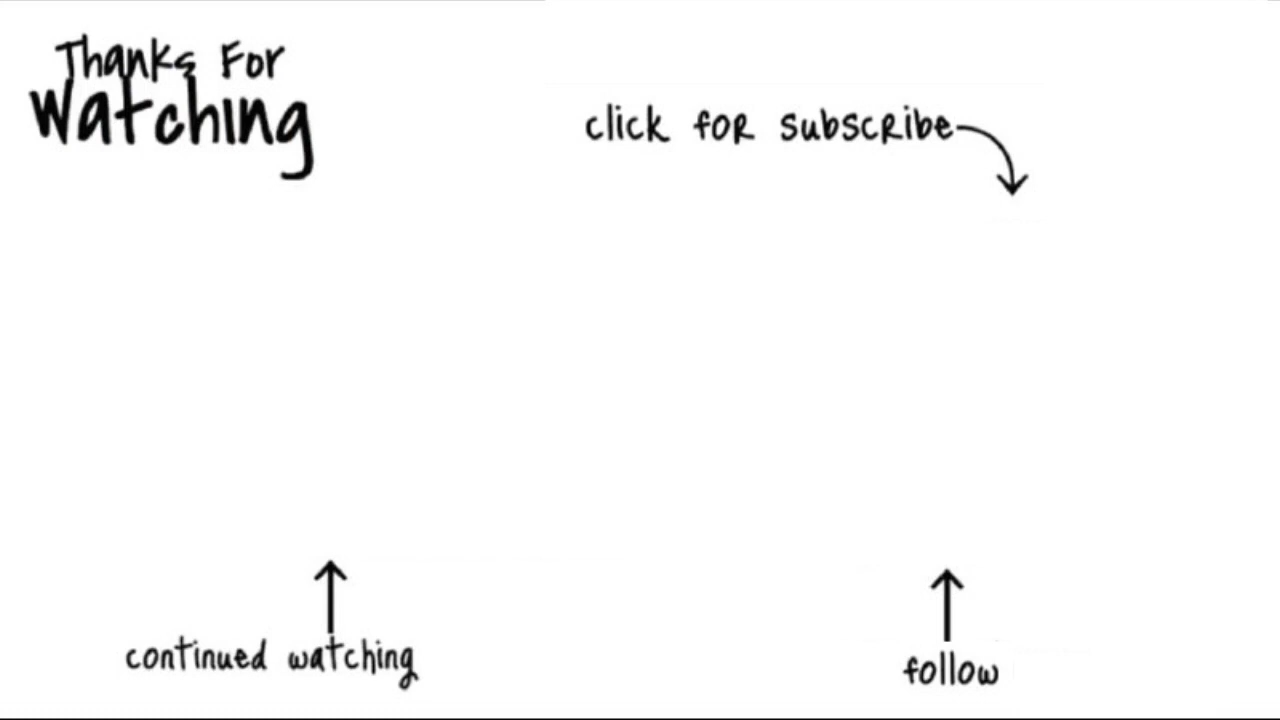 Thanks For
Watching
click for subscribe
continued watching
follow